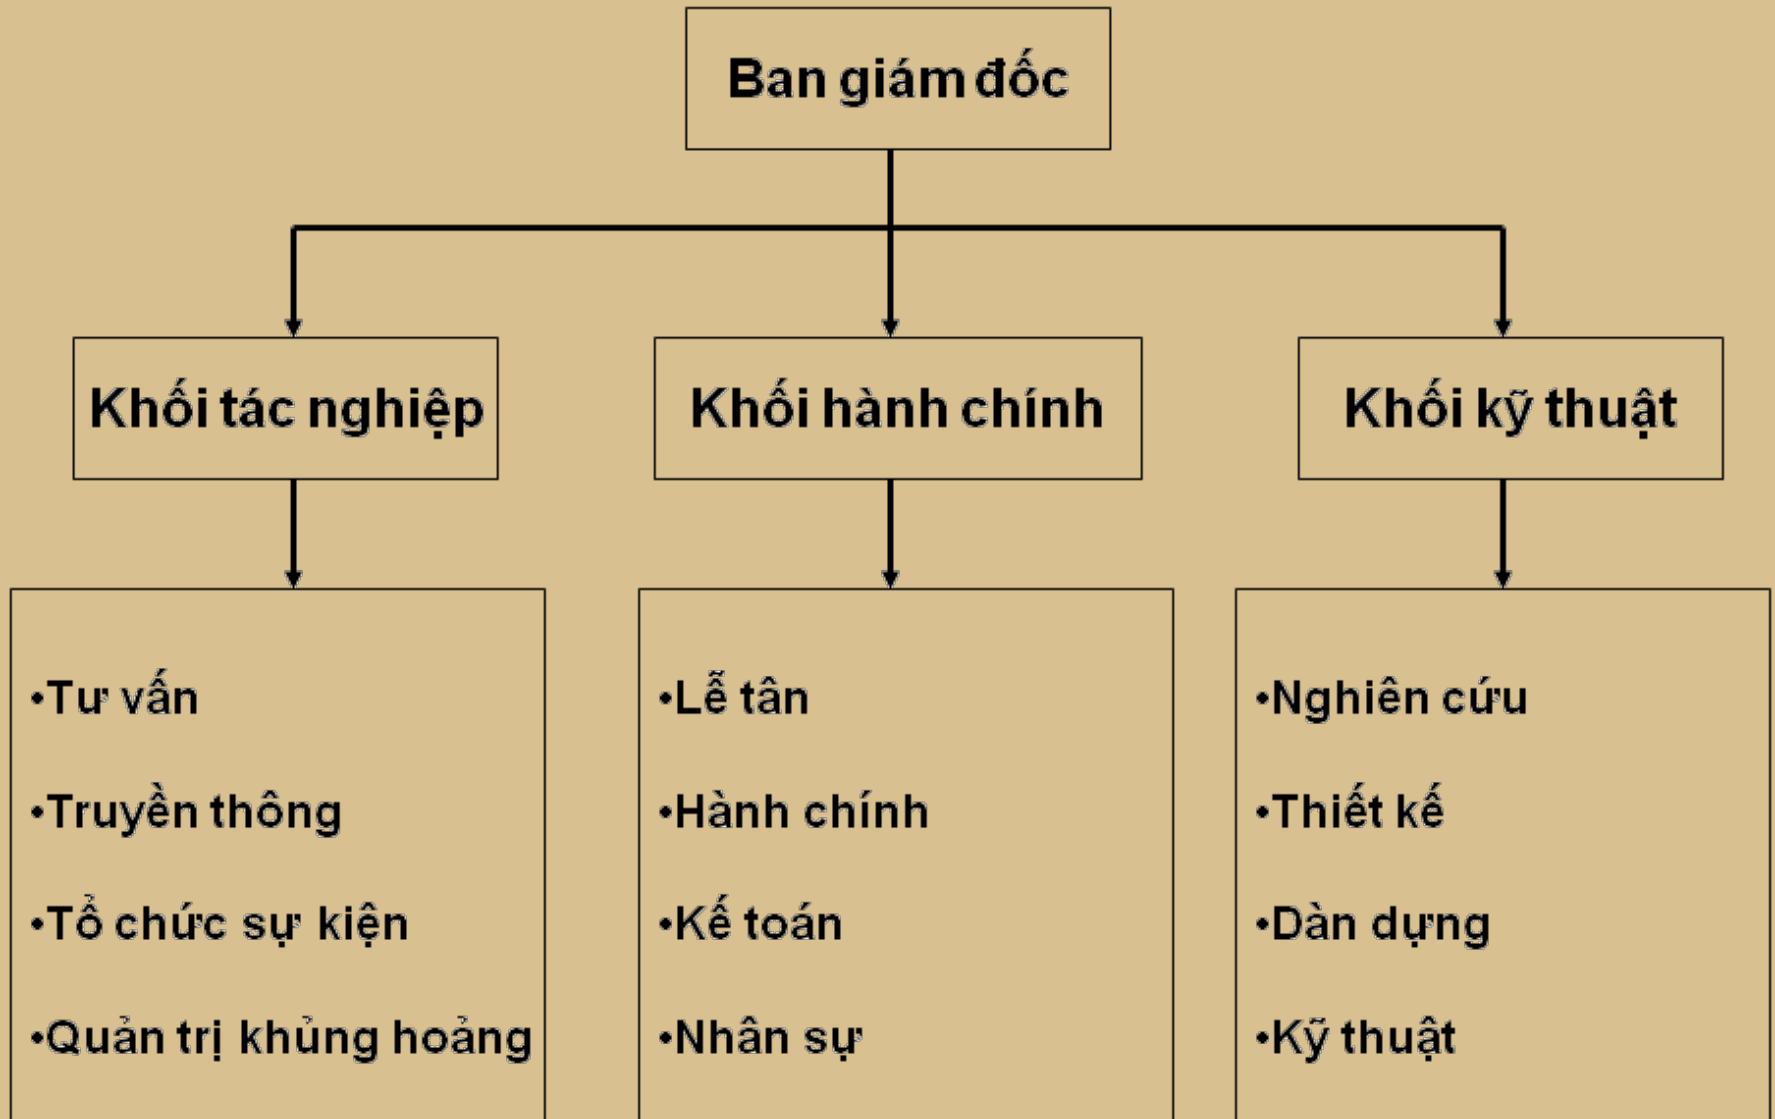 Ban giám đốc
Khối tác nghiệp
Khối hành chính
Khối kỹ thuật
•Tư vấn
•Truyền thông
•Tổ chức sự kiện
•Quản trị khủng hoảng
•Lễ tân
•Hành chính
•Kế toán
•Nhân sự
•Nghiên cứu
•Thiết kế
•Dàn dựng
•Kỹ thuật